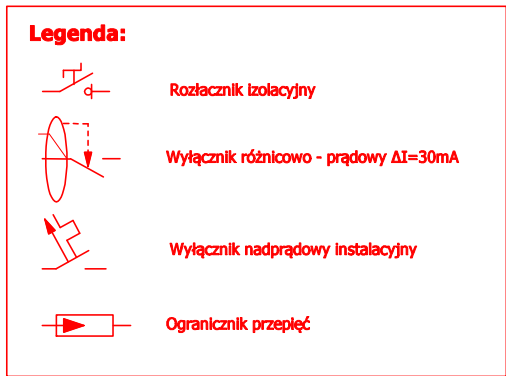 Legenda:
Rozłacznik izolacyjny
Wyłącznik różnicowo - prądowy ΔI=30mA
Wyłącznik nadprądowy instalacyjny
Ogranicznik przepięć